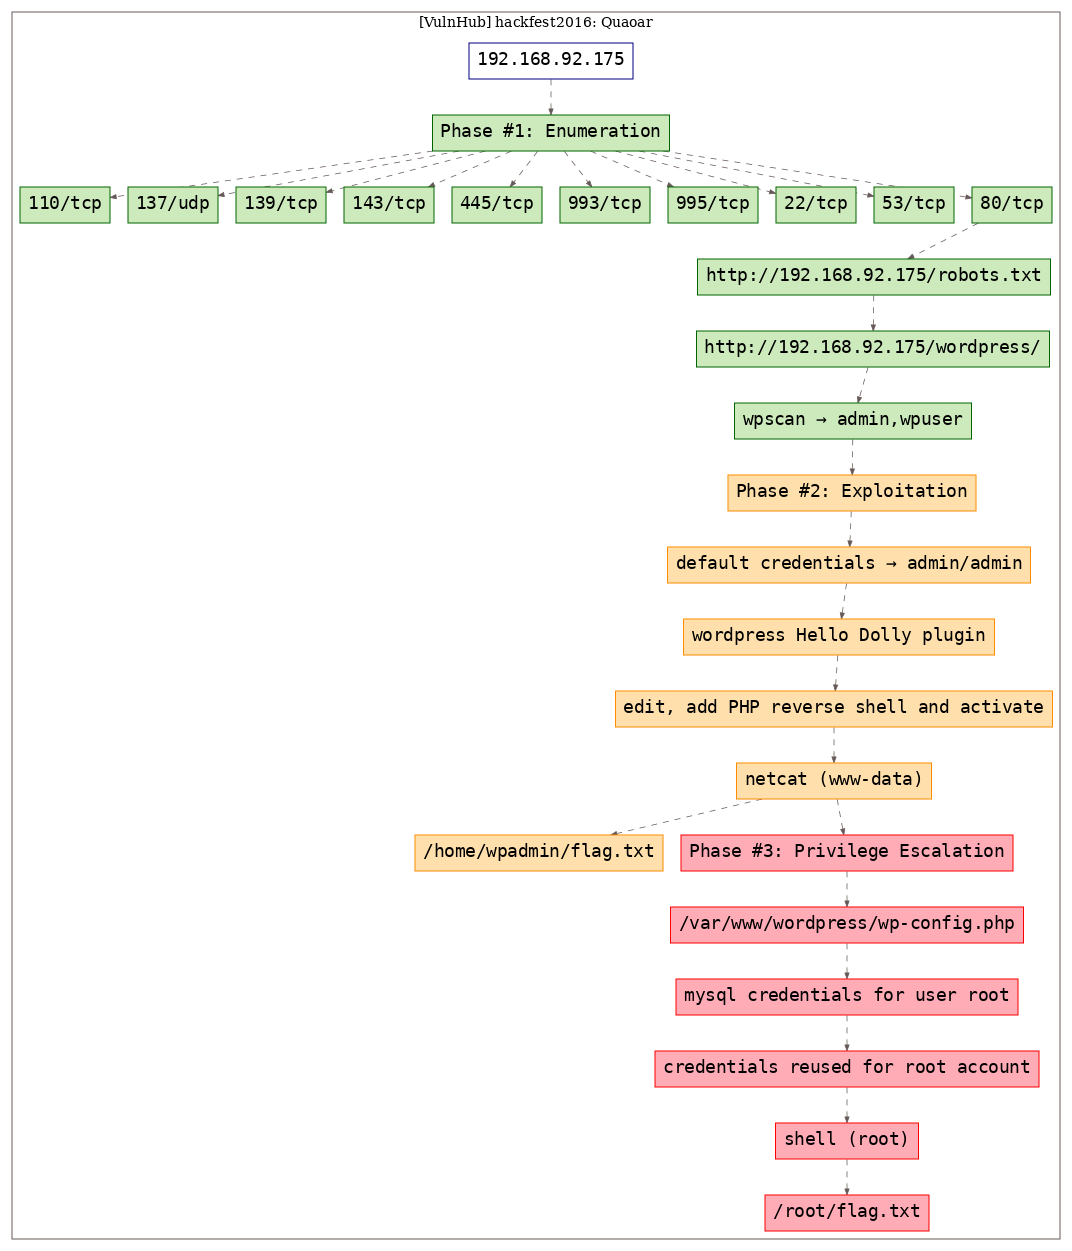 [VulnHub] hackfest2016: Quaoar
192.168.92.175
Phase #1: Enumeration
110/tcp
137/udp
139/tcp
143/tcp
445/tcp
993/tcp
995/tcp
22/tcp
53/tcp
80/tcp
http://192.168.92.175/robots.txt
http://192.168.92.175/wordpress/
wpscan → admin,wpuser
Phase #2: Exploitation
default credentials → admin/admin
wordpress Hello Dolly plugin
edit, add PHP reverse shell and activate
netcat (www-data)
/home/wpadmin/flag.txt
Phase #3: Privilege Escalation
/var/www/wordpress/wp-config.php
mysql credentials for user root
credentials reused for root account
shell (root)
/root/flag.txt